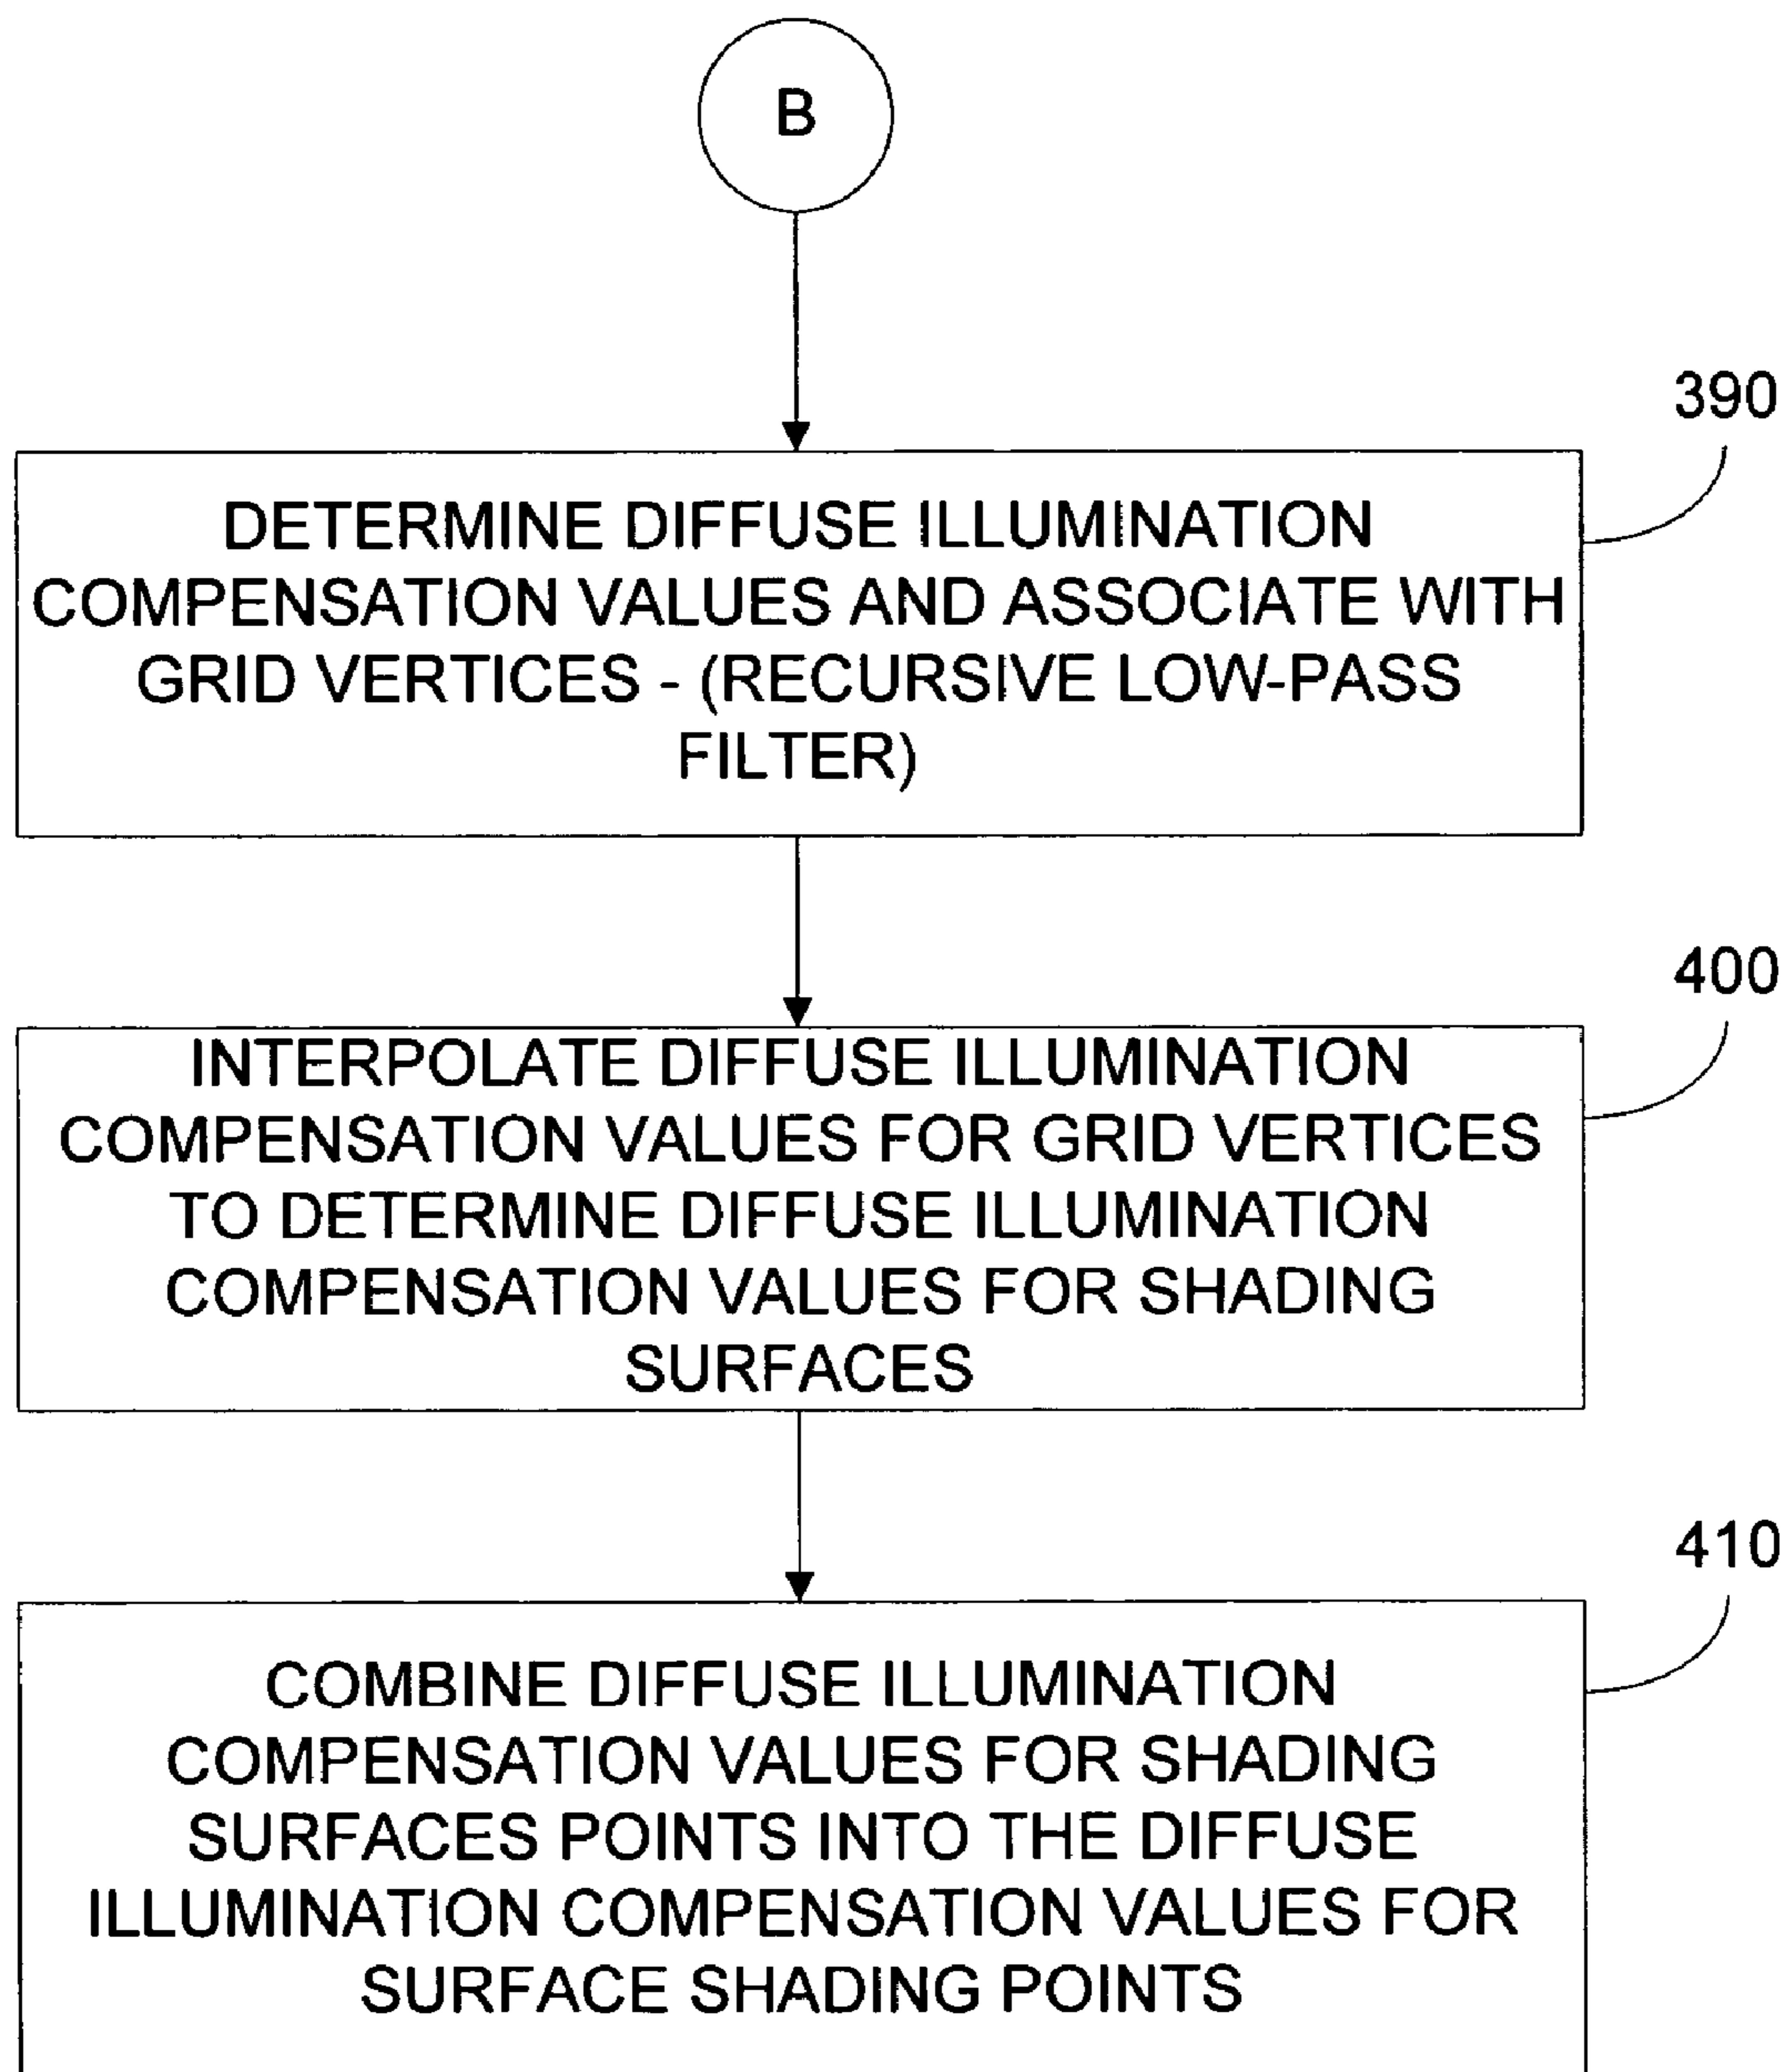 B
390
DETERMINE DIFFUSE ILLUMINATION
COMPENSATION VALUES AND ASSOCIATE WITH
GRID VERTICES - (RECURSIVE LOW-PASS
FILTER)
400
INTERPOLATE DIFFUSE ILLUMINATION
COMPENSATION VALUES FOR GRID VERTICES
TO DETERMINE DIFFUSE ILLUMINATION
COMPENSATION VALUES FOR SHADING
SURFACES
410
COMBINE DIFFUSE ILLUMINATION
COMPENSATION VALUES FOR SHADING
SURFACES POINTS INTO THE DIFFUSE
ILLUMINATION COMPENSATION VALUES FOR
SURFACE SHADING POINTS